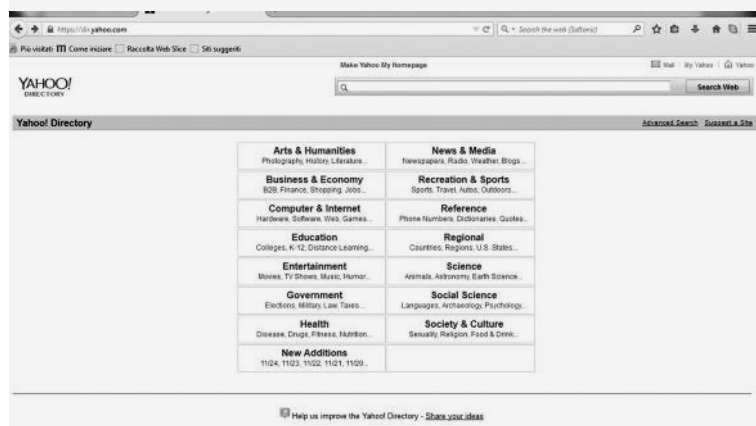 https://dir.yahoo.com
Search the web (Softonic)
Più visitati Come iniziare Raccolta Web Slice Siti suggeriti
Make Yahoo My Homepage
Mail My Yahoo Yahoo
YAHOO!
DIRECTORY
Search Web
Yahoo! Directory
Advanced Search Suggest a Site
Arts & Humanities
Photography, History, Literature...
News & Media
Newspapers, Radio, Weather, Blogs...
Business & Economy
B2B, Finance, Shopping, Jobs...
Recreation & Sports
Sports, Travel, Autos, Outdoors...
Computer & Internet
Hardware, Software, Web, Games...
Reference
Phone Numbers, Dictionaries, Quotes...
Education
Colleges, K-12, Distance Learning...
Regional
Countries, Regions, U.S. States...
Entertainment
Movies, TV Shows, Music, Humor...
Science
Animals, Astronomy, Earth Science...
Government
Elections, Military, Law, Taxes...
Social Science
Languages, Archaeology, Psychology...
Health
Disease, Drugs, Fitness, Nutrition...
Society & Culture
Sexuality, Religion, Food & Drink...
New Additions
11/24, 11/23, 11/22, 11/21, 11/20...
Help us improve the Yahoo! Directory - Share your ideas